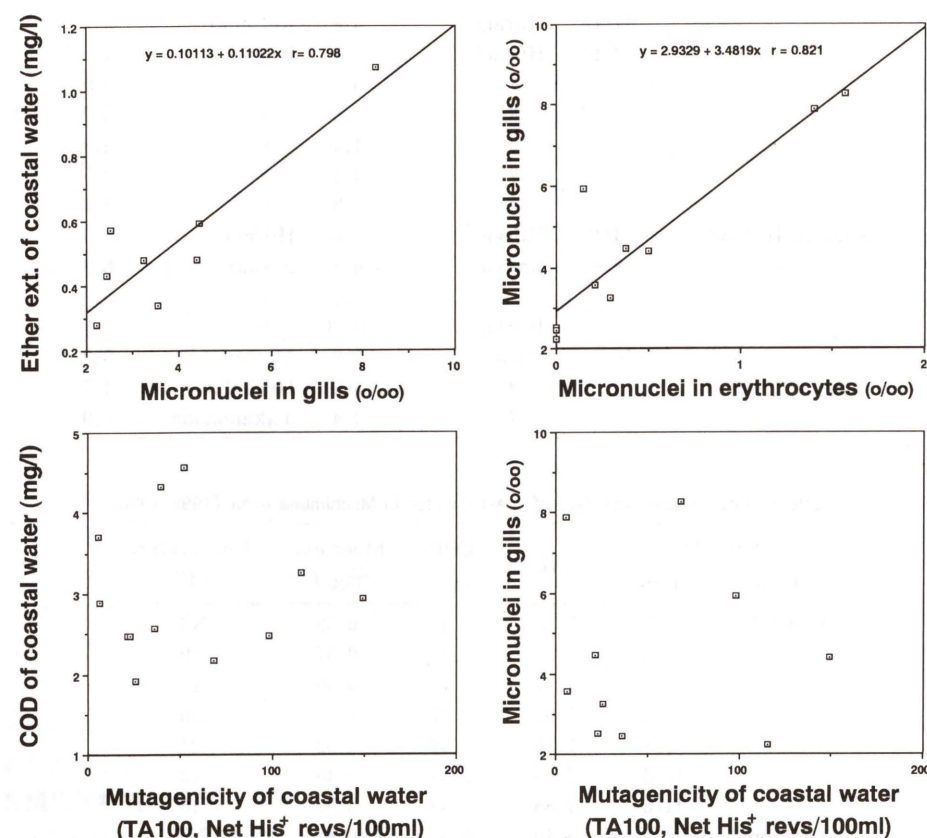 Ether ext. of coastal water (mg/l)
1.2
1.0
0.8
0.6
0.4
0.2
y = 0.10113 + 0.11022x r= 0.798
2
4
6
8
10
Micronuclei in gills (o/oo)
Micronuclei in gills (o/oo)
10
8
6
4
2
y = 2.9329 + 3.4819x r= 0.821
0
1
2
Micronuclei in erythrocytes (o/oo)
COD of coastal water (mg/l)
5
4
3
2
1
0
100
200
Mutagenicity of coastal water
(TA100, Net His⁺ revs/100ml)
Micronuclei in gills (o/oo)
10
8
6
4
2
0
100
200
Mutagenicity of coastal water
(TA100, Net His⁺ revs/100ml)